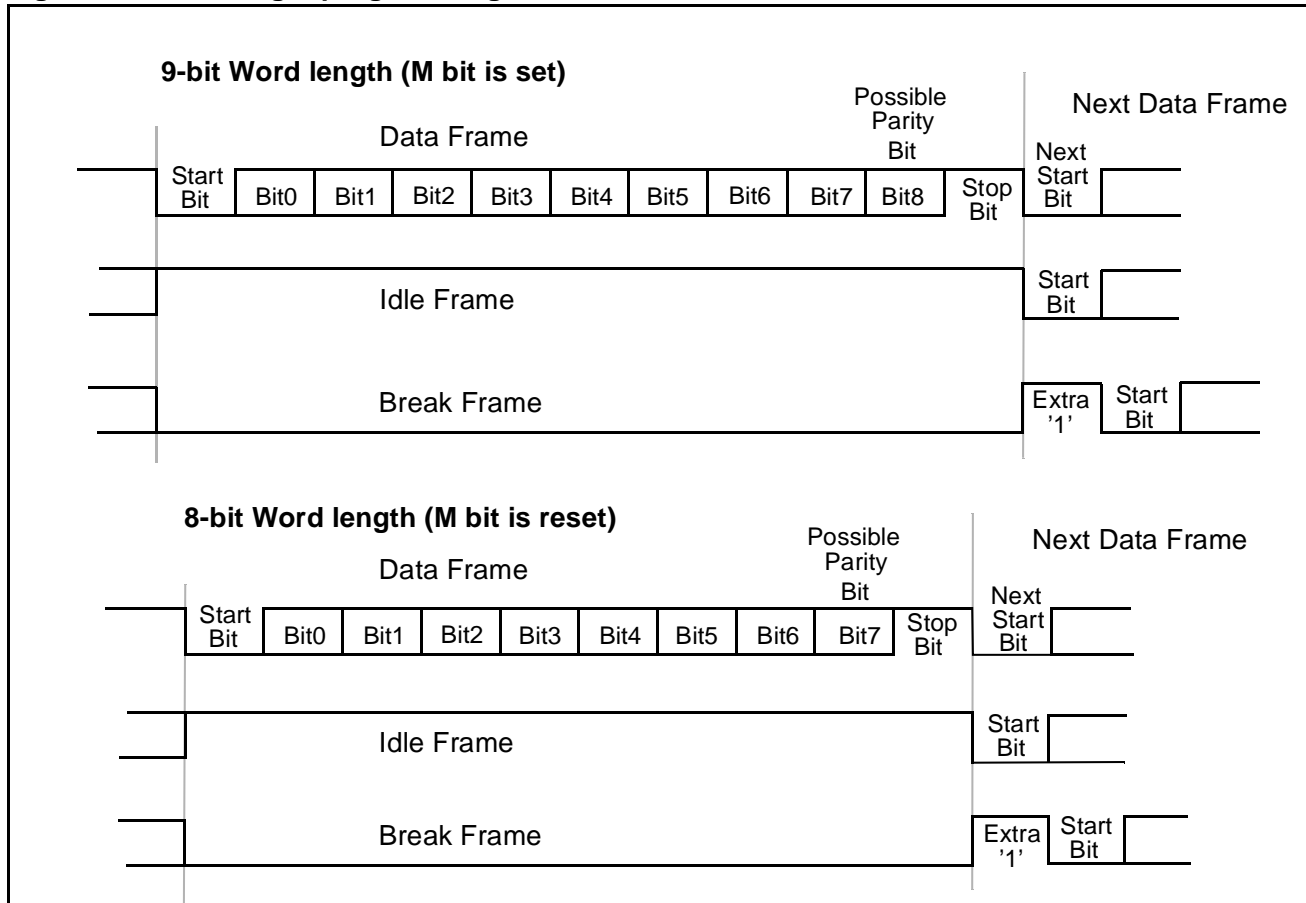 9-bit Word length (M bit is set)
Possible
Parity
Bit
Next Data Frame
Data Frame
Start
Bit
Bit0
Bit1
Bit2
Bit3
Bit4
Bit5
Bit6
Bit7
Bit8
Stop
Bit
Next
Start
Bit
Idle Frame
Start
Bit
Break Frame
Extra
'1'
Start
Bit
8-bit Word length (M bit is reset)
Possible
Parity
Bit
Next Data Frame
Data Frame
Start
Bit
Bit0
Bit1
Bit2
Bit3
Bit4
Bit5
Bit6
Bit7
Stop
Bit
Next
Start
Bit
Idle Frame
Start
Bit
Break Frame
Extra
'1'
Start
Bit